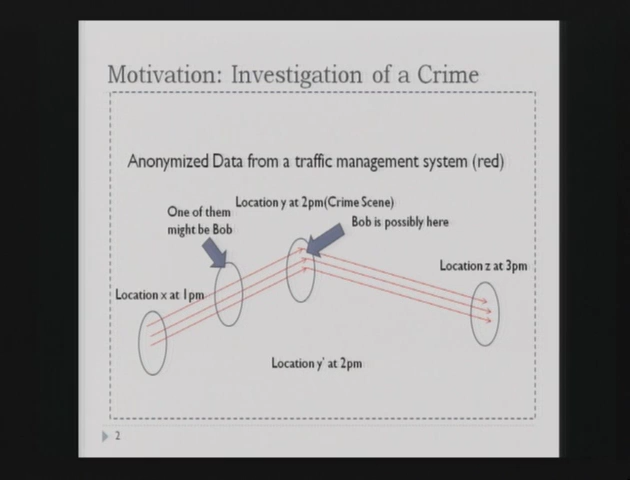 Motivation: Investigation of a Crime
Anonymized Data from a traffic management system (red)
Location y at 2pm(Crime Scene)
One of them
might be Bob
Bob is possibly here
Location z at 3pm
Location x at 1pm
Location y' at 2pm
2